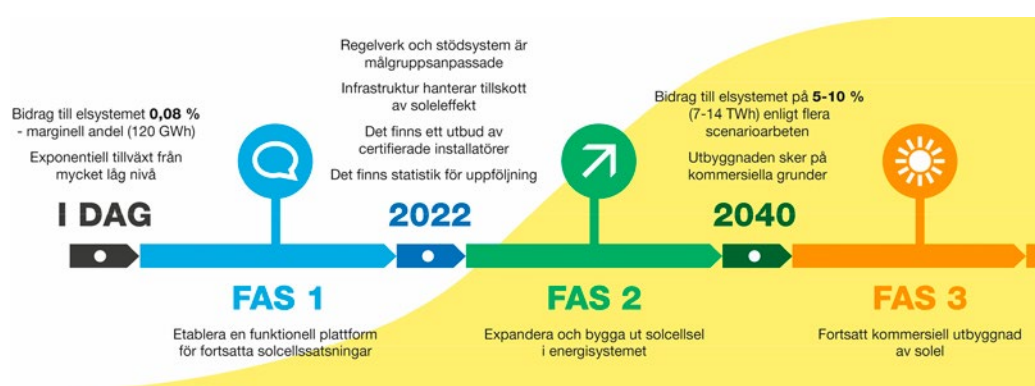 Bidrag till elsystemet 0,08 %
- marginell andel (120 GWh)
Exponentiell tillväxt från
mycket låg nivå
I DAG
FAS 1
Etablera en funktionell plattform
för fortsatta solcellssatsningar
Regelverk och stödsystem är
målgruppsanpassade
Infrastruktur hanterar tillskott
av soleleffekt
Det finns ett utbud av
certifierade installatörer
Det finns statistik för uppföljning
2022
FAS 2
Expandera och bygga ut solcellsel
i energisystemet
Bidrag till elsystemet på 5-10 %
(7-14 TWh) enligt flera
scenarioarbeten
Utbyggnaden sker på
kommersiella grunder
2040
FAS 3
Fortsatt kommersiell utbyggnad
av solel